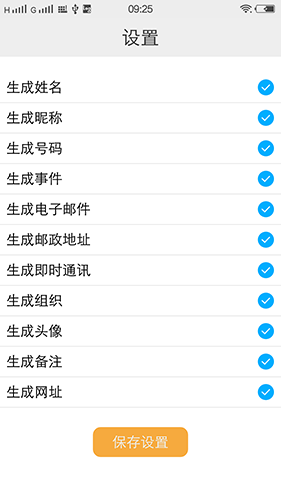 H G 09:25
设置
生成姓名
生成昵称
生成号码
生成事件
生成电子邮件
生成邮政地址
生成即时通讯
生成组织
生成头像
生成备注
生成网址
保存设置